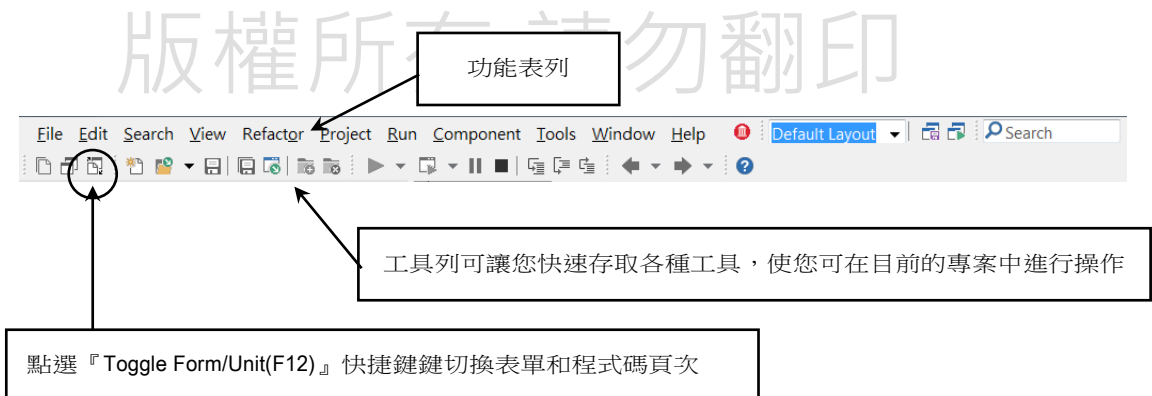 版權所有 請勿翻印
功能表列
File Edit Search View Refactor Project Run Component Tools Window Help Default Layout Search
工具列可讓您快速存取各種工具，使您可在目前的專案中進行操作
點選『Toggle Form/Unit(F12)』快捷鍵鍵切換表單和程式碼頁次